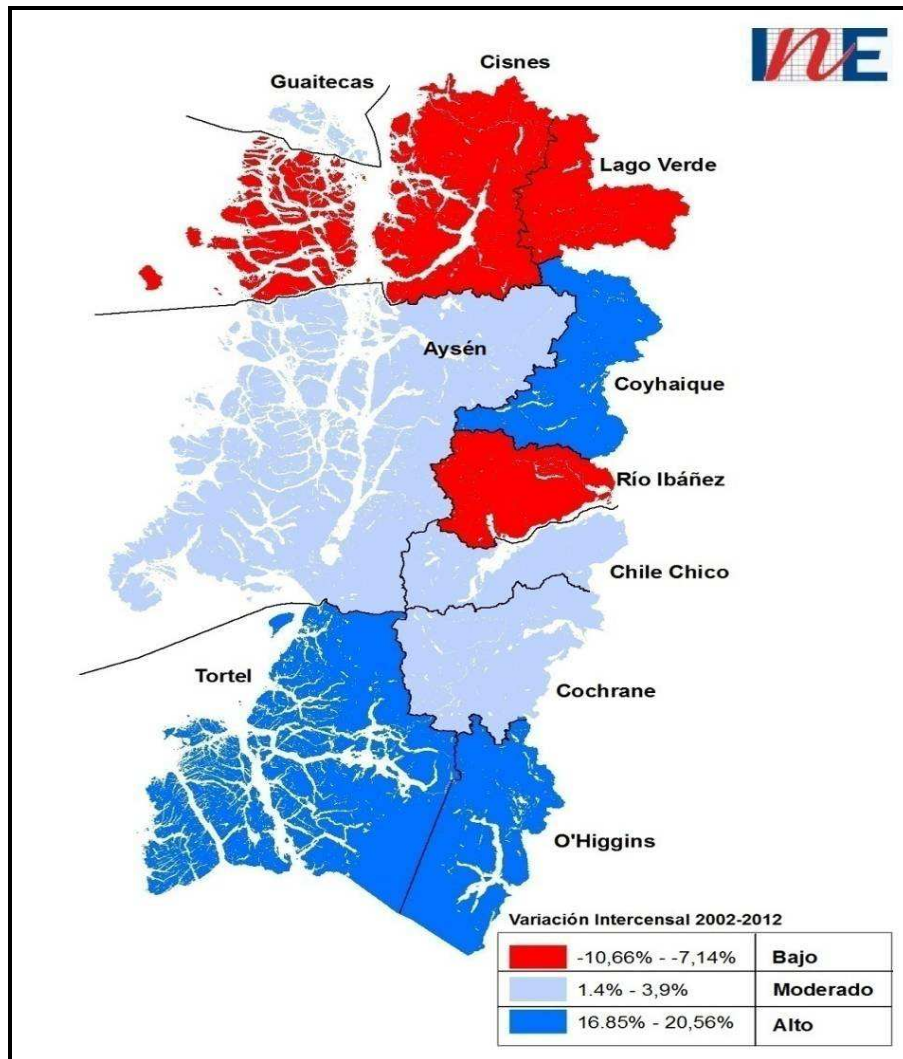 INE
Cisnes
Guaitecas
Lago Verde
Aysén
Coyhaique
Río Ibáñez
Chile Chico
Tortel
Cochrane
O'Higgins
Variación Intercensal 2002-2012
-10,66% - -7,14% Bajo
1.4% - 3,9% Moderado
16.85% - 20,56% Alto